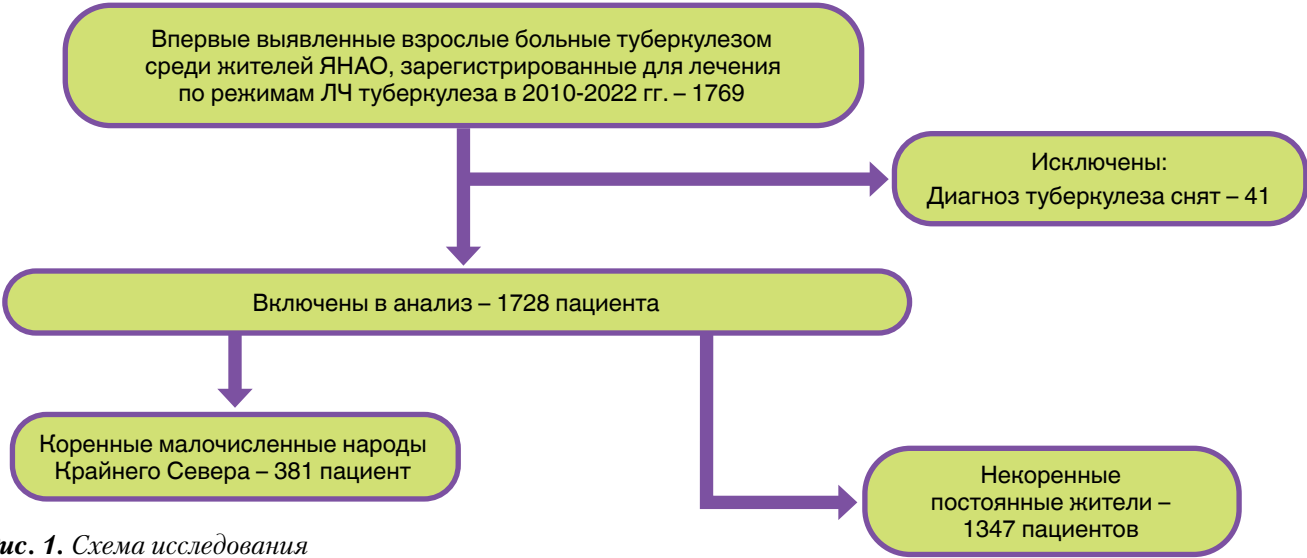 Впервые выявленные взрослые больные туберкулезом
среди жителей ЯНАО, зарегистрированные для лечения
по режимам ЛЧ туберкулеза в 2010-2022 гг. – 1769
Исключены:
Диагноз туберкулеза снят – 41
Включены в анализ – 1728 пациента
Коренные малочисленные народы
Крайнего Севера – 381 пациент
Некоренные
постоянные жители –
1347 пациентов
ис. 1. Схема исследования